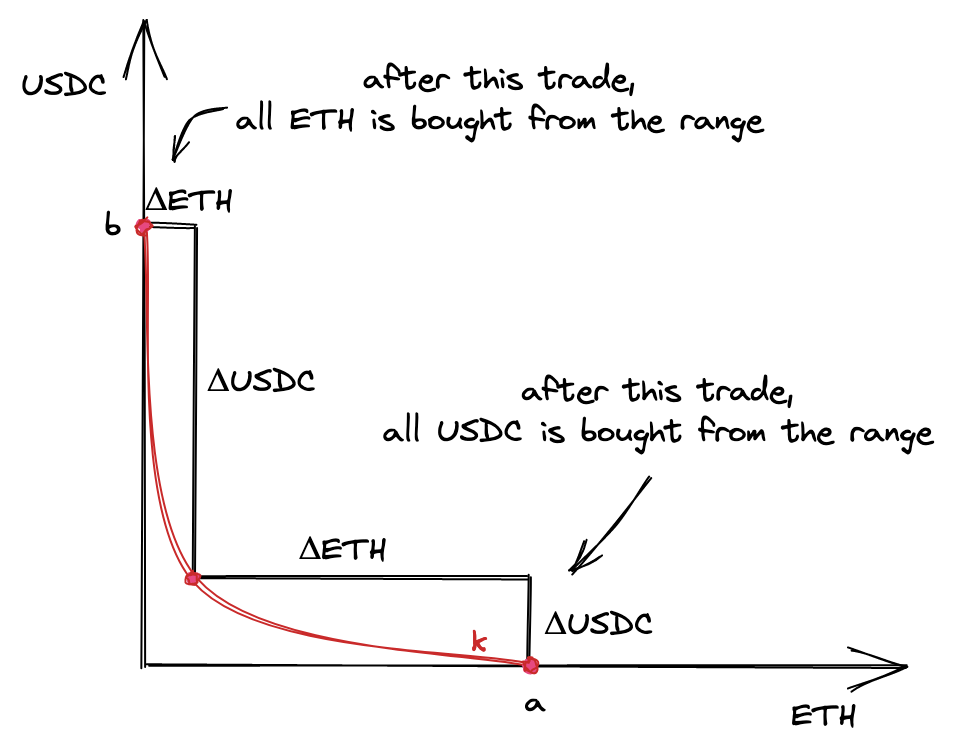 USDC
after this trade,
all ETH is bought from the range
ΔETH
b
ΔUSDC
after this trade,
all USDC is bought from the range
ΔETH
ΔUSDC
k
a
ETH